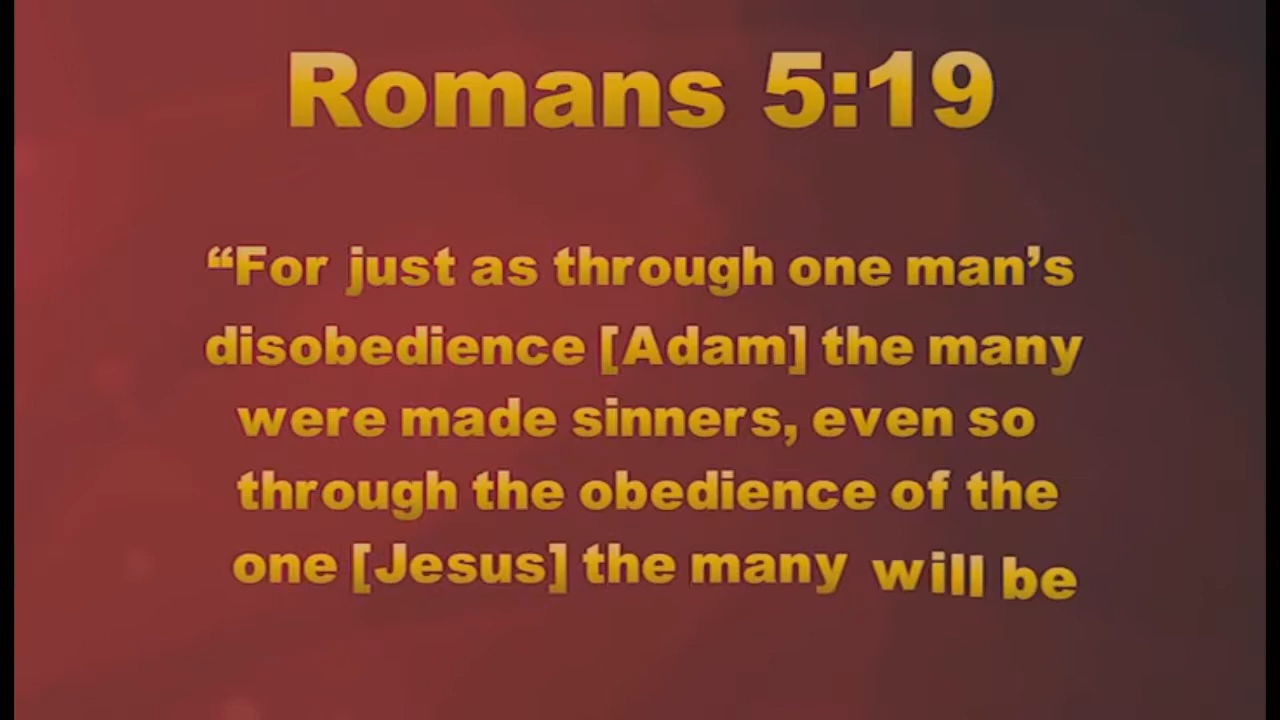 Romans 5:19
“For just as through one man’s
disobedience [Adam] the many
were made sinners, even so
through the obedience of the
one [Jesus] the many will be